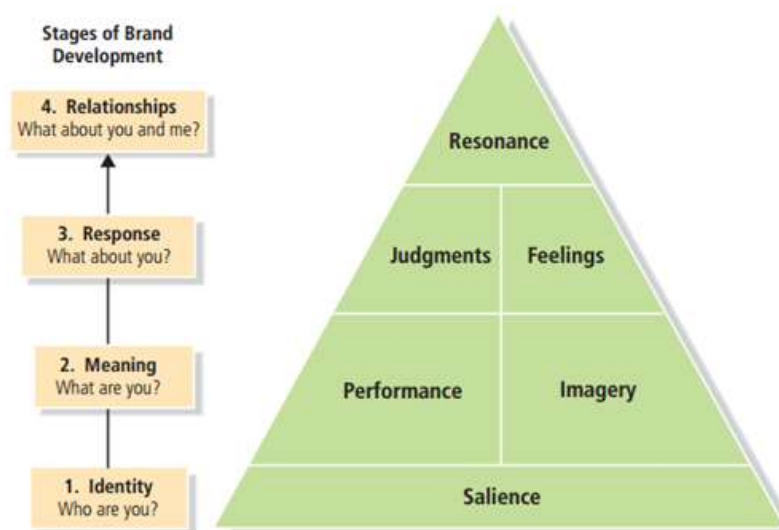 Stages of Brand
Development
4. Relationships
What about you and me?
3. Response
What about you?
2. Meaning
What are you?
1. Identity
Who are you?
Resonance
Judgments
Feelings
Performance
Imagery
Salience